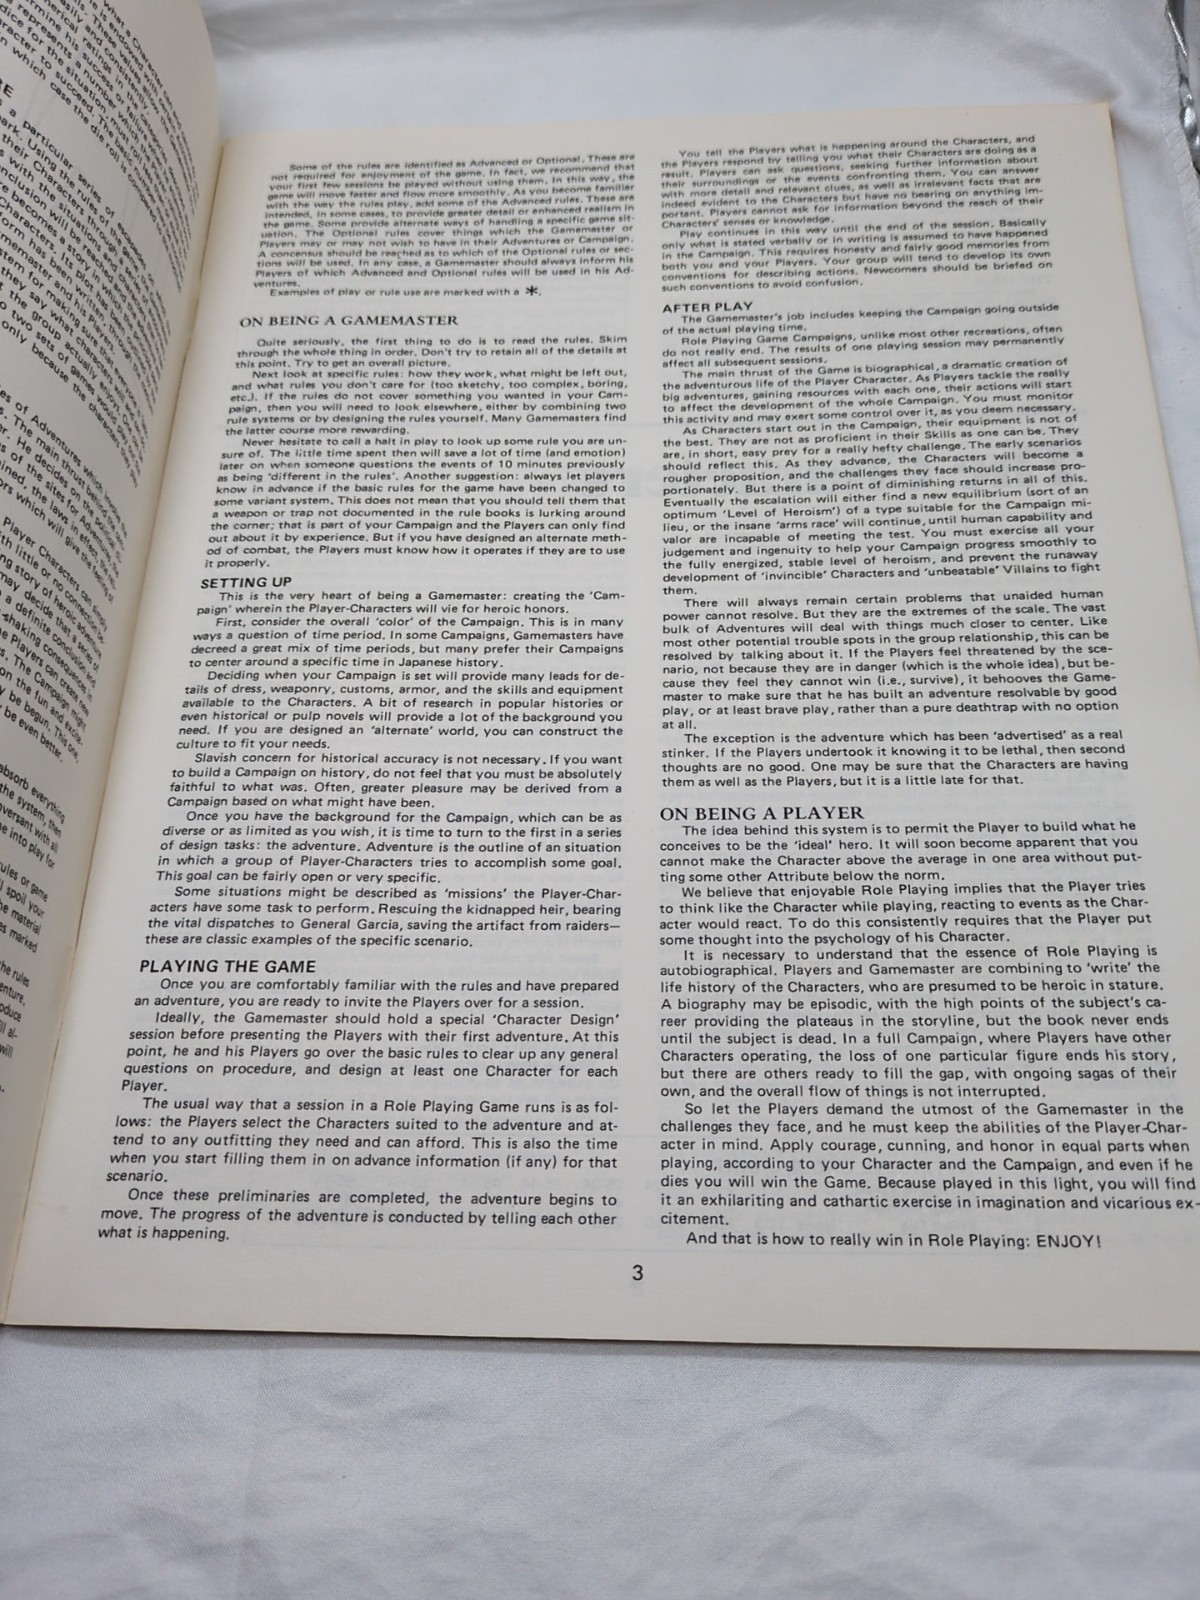 Some of the rules are identified as Advanced or Optional. These are
not required for enjoyment of the game. In fact, we recommend that
your first few sessions be played without using them. In this way, the
game will move faster and flow more smoothly. As you become familiar
with the way the rules play, add some of the Advanced rules. These are
intended, in some cases, to provide greater detail or enhanced realism in
the game. Some provide alternate ways of handling a specific game sit-
uation. The Optional rules cover things which the Gamemaster or
Players may or may not wish to have in their Adventures or Campaign.
A consensus should be reached as to which of the Optional rules or sec-
tions will be used. In any case, a Gamemaster should always inform his
Players of which Advanced and Optional rules will be used in his Ad-
ventures.
Examples of play or rule use are marked with a *.
ON BEING A GAMEMASTER
Quite seriously, the first thing to do is to read the rules. Skim
through the whole thing in order. Don't try to retain all of the details at
this point. Try to get an overall picture.
Next look at specific rules: how they work, what might be left out,
and what rules you don't care for (too sketchy, too complex, boring,
etc.). If the rules do not cover something you wanted in your Cam-
paign, then you will need to look elsewhere, either by combining two
rule systems or by designing the rules yourself. Many Gamemasters find
the latter course more rewarding.
Never hesitate to call a halt in play to look up some rule you are un-
sure of. The little time spent then will save a lot of time (and emotion)
later on when someone questions the events of 10 minutes previously
as being 'different in the rules'. Another suggestion: always let players
know in advance if the basic rules for the game have been changed to
some variant system. This does not mean that you should tell them that
a weapon or trap not documented in the rule books is lurking around
the corner; that is part of your Campaign and the Players can only find
out about it by experience. But if you have designed an alternate meth-
od of combat, the Players must know how it operates if they are to use
it properly.
SETTING UP
This is the very heart of being a Gamemaster: creating the 'Cam-
paign' wherein the Player-Characters will vie for heroic honors.
First, consider the overall 'color' of the Campaign. This is in many
ways a question of time period. In some Campaigns, Gamemasters have
decreed a great mix of time periods, but many prefer their Campaigns
to center around a specific time in Japanese history.
Deciding when your Campaign is set will provide many leads for de-
tails of dress, weaponry, customs, armor, and the skills and equipment
available to the Characters. A bit of research in popular histories or
even historical or pulp novels will provide a lot of the background you
need. If you are designed an 'alternate' world, you can construct the
culture to fit your needs.
Slavish concern for historical accuracy is not necessary. If you want
to build a Campaign on history, do not feel that you must be absolutely
faithful to what was. Often, greater pleasure may be derived from a
Campaign based on what might have been.
Once you have the background for the Campaign, which can be as
diverse or as limited as you wish, it is time to turn to the first in a series
of design tasks: the adventure. Adventure is the outline of an situation
in which a group of Player-Characters tries to accomplish some goal.
This goal can be fairly open or very specific.
Some situations might be described as 'missions' the Player-Char-
acters have some task to perform. Rescuing the kidnapped heir, bearing
the vital dispatches to General Garcia, saving the artifact from raiders—
these are classic examples of the specific scenario.
PLAYING THE GAME
Once you are comfortably familiar with the rules and have prepared
an adventure, you are ready to invite the Players over for a session.
Ideally, the Gamemaster should hold a special 'Character Design'
session before presenting the Players with their first adventure. At this
point, he and his Players go over the basic rules to clear up any general
questions on procedure, and design at least one Character for each
Player.
The usual way that a session in a Role Playing Game runs is as fol-
lows: the Players select the Characters suited to the adventure and at-
tend to any outfitting they need and can afford. This is also the time
when you start filling them in on advance information (if any) for that
scenario.
Once these preliminaries are completed, the adventure begins to
move. The progress of the adventure is conducted by telling each other
what is happening.
You tell the Players what is happening around the Characters, and
the Players respond by telling you what their Characters are doing as a
result. Players can ask questions, seeking further information about
their surroundings or the events confronting them. You can answer
with more detail and relevant clues, as well as irrelevant facts that are
indeed evident to the Characters but have no bearing on anything im-
portant. Players cannot ask for information beyond the reach of their
Characters' senses or knowledge.
Play continues in this way until the end of the session. Basically
only what is stated verbally or in writing is assumed to have happened
in the Campaign. This requires honesty and fairly good memories from
both you and your Players. Your group will tend to develop its own
conventions for describing actions. Newcomers should be briefed on
such conventions to avoid confusion.
AFTER PLAY
The Gamemaster's job includes keeping the Campaign going outside
of the actual playing time.
Role Playing Game Campaigns, unlike most other recreations, often
do not really end. The results of one playing session may permanently
affect all subsequent sessions.
The main thrust of the Game is biographical, a dramatic creation of
the adventurous life of the Player Character. As Players tackle the really
big adventures, gaining resources with each one, their actions will start
to affect the development of the whole Campaign. You must monitor
this activity and may exert some control over it, as you deem necessary.
As Characters start out in the Campaign, their equipment is not of
the best. They are not as proficient in their Skills as one can be. They
are, in short, easy prey for a really hefty challenge. The early scenarios
should reflect this. As they advance, the Characters will become a
rougher proposition, and the challenges they face should increase pro-
portionately. But there is a point of diminishing returns in all of this.
Eventually the escalation will either find a new equilibrium (sort of an
optimum 'Level of Heroism') of a type suitable for the Campaign mi-
lieu, or the insane 'arms race' will continue, until human capability and
valor are incapable of meeting the test. You must exercise all your
judgement and ingenuity to help your Campaign progress smoothly to
the fully energized, stable level of heroism, and prevent the runaway
development of 'invincible' Characters and 'unbeatable' Villains to fight
them.
There will always remain certain problems that unaided human
power cannot resolve. But they are the extremes of the scale. The vast
bulk of Adventures will deal with things much closer to center. Like
most other potential trouble spots in the group relationship, this can be
resolved by talking about it. If the Players feel threatened by the sce-
nario, not because they are in danger (which is the whole idea), but be-
cause they feel they cannot win (i.e., survive), it behooves the Game-
master to make sure that he has built an adventure resolvable by good
play, or at least brave play, rather than a pure deathtrap with no option
at all.
The exception is the adventure which has been 'advertised' as a real
stinker. If the Players undertook it knowing it to be lethal, then second
thoughts are no good. One may be sure that the Characters are having
them as well as the Players, but it is a little late for that.
ON BEING A PLAYER
The idea behind this system is to permit the Player to build what he
conceives to be the 'ideal' hero. It will soon become apparent that you
cannot make the Character above the average in one area without put-
ting some other Attribute below the norm.
We believe that enjoyable Role Playing implies that the Player tries
to think like the Character while playing, reacting to events as the Char-
acter would react. To do this consistently requires that the Player put
some thought into the psychology of his Character.
It is necessary to understand that the essence of Role Playing is
autobiographical. Players and Gamemaster are combining to 'write' the
life history of the Characters, who are presumed to be heroic in stature.
A biography may be episodic, with the high points of the subject's ca-
reer providing the plateaus in the storyline, but the book never ends
until the subject is dead. In a full Campaign, where Players have other
Characters operating, the loss of one particular figure ends his story,
but there are others ready to fill the gap, with ongoing sagas of their
own, and the overall flow of things is not interrupted.
So let the Players demand the utmost of the Gamemaster in the
challenges they face, and he must keep the abilities of the Player-Char-
acter in mind. Apply courage, cunning, and honor in equal parts when
playing, according to your Character and the Campaign, and even if he
dies you will win the Game. Because played in this light, you will find
it an exhilariting and cathartic exercise in imagination and vicarious ex-
citement.
And that is how to really win in Role Playing: ENJOY!
3